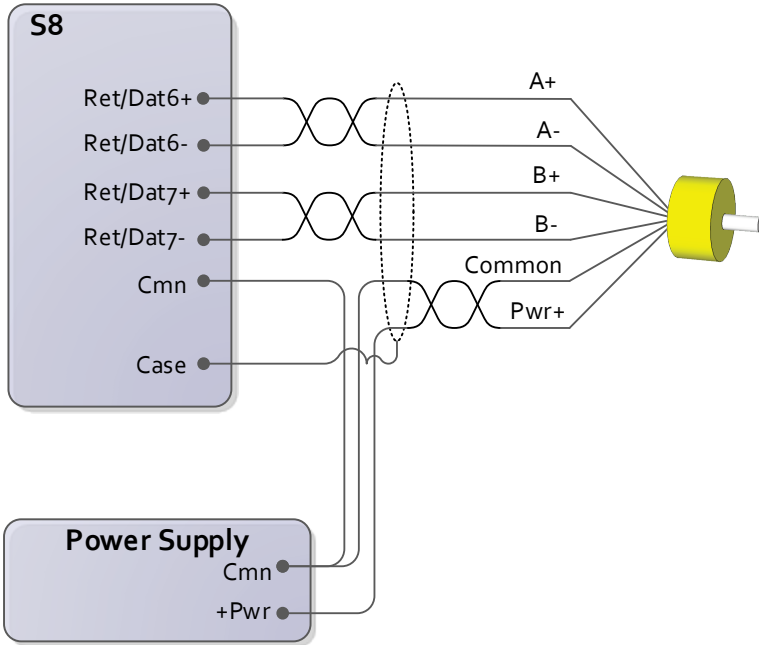 S8
Ret/Dat6+
Ret/Dat6-
Ret/Dat7+
Ret/Dat7-
Cmn
Case
A+
A-
B+
B-
Common
Pwr+
Power Supply
Cmn
+Pwr